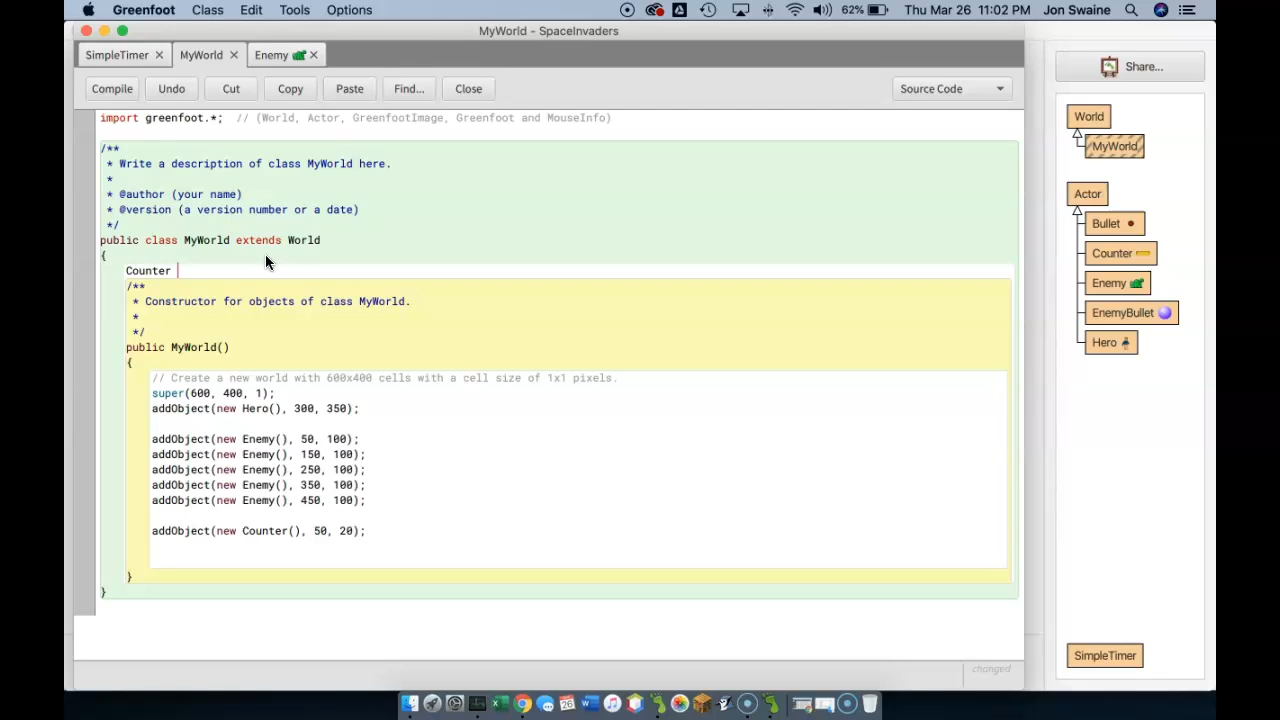 Greenfoot Class Edit Tools Options 62% Thu Mar 26 11:02 PM Jon Swaine
MyWorld - SpaceInvaders
SimpleTimer MyWorld Enemy
Compile Undo Cut Copy Paste Find... Close Source Code
import greenfoot.*;  // (World, Actor, GreenfootImage, Greenfoot and MouseInfo)
/**
* Write a description of class MyWorld here.
*
* @author (your name)
* @version (a version number or a date)
*/
public class MyWorld extends World
{
Counter
/**
* Constructor for objects of class MyWorld.
*
*/
public MyWorld()
{
// Create a new world with 600x400 cells with a cell size of 1x1 pixels.
super(600, 400, 1);
addObject(new Hero(), 300, 350);
addObject(new Enemy(), 50, 100);
addObject(new Enemy(), 150, 100);
addObject(new Enemy(), 250, 100);
addObject(new Enemy(), 350, 100);
addObject(new Enemy(), 450, 100);
addObject(new Counter(), 50, 20);
}
}
changed
Share...
World
MyWorld
Actor
Bullet
Counter
Enemy
EnemyBullet
Hero
SimpleTimer
26